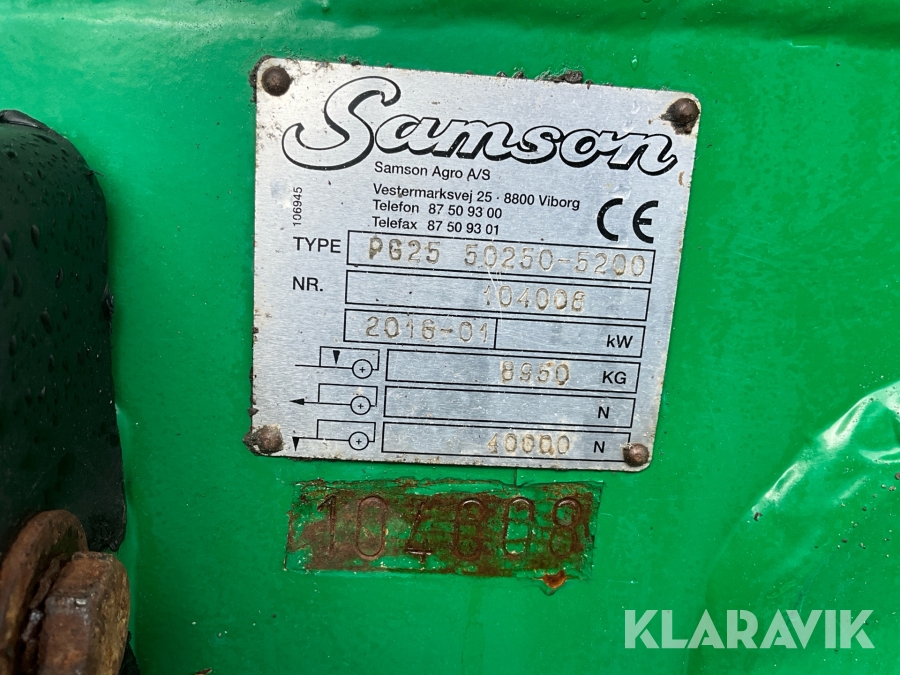 Samson
Samson Agro A/S
Vestermarksvej 25 · 8800 Viborg
Telefon 87 50 93 00
Telefax 87 50 93 01
CE
106945
TYPE PG25 50250-5200
NR. 104008
2016-01 kW
8950 KG
N
40000 N
KLARAVIK